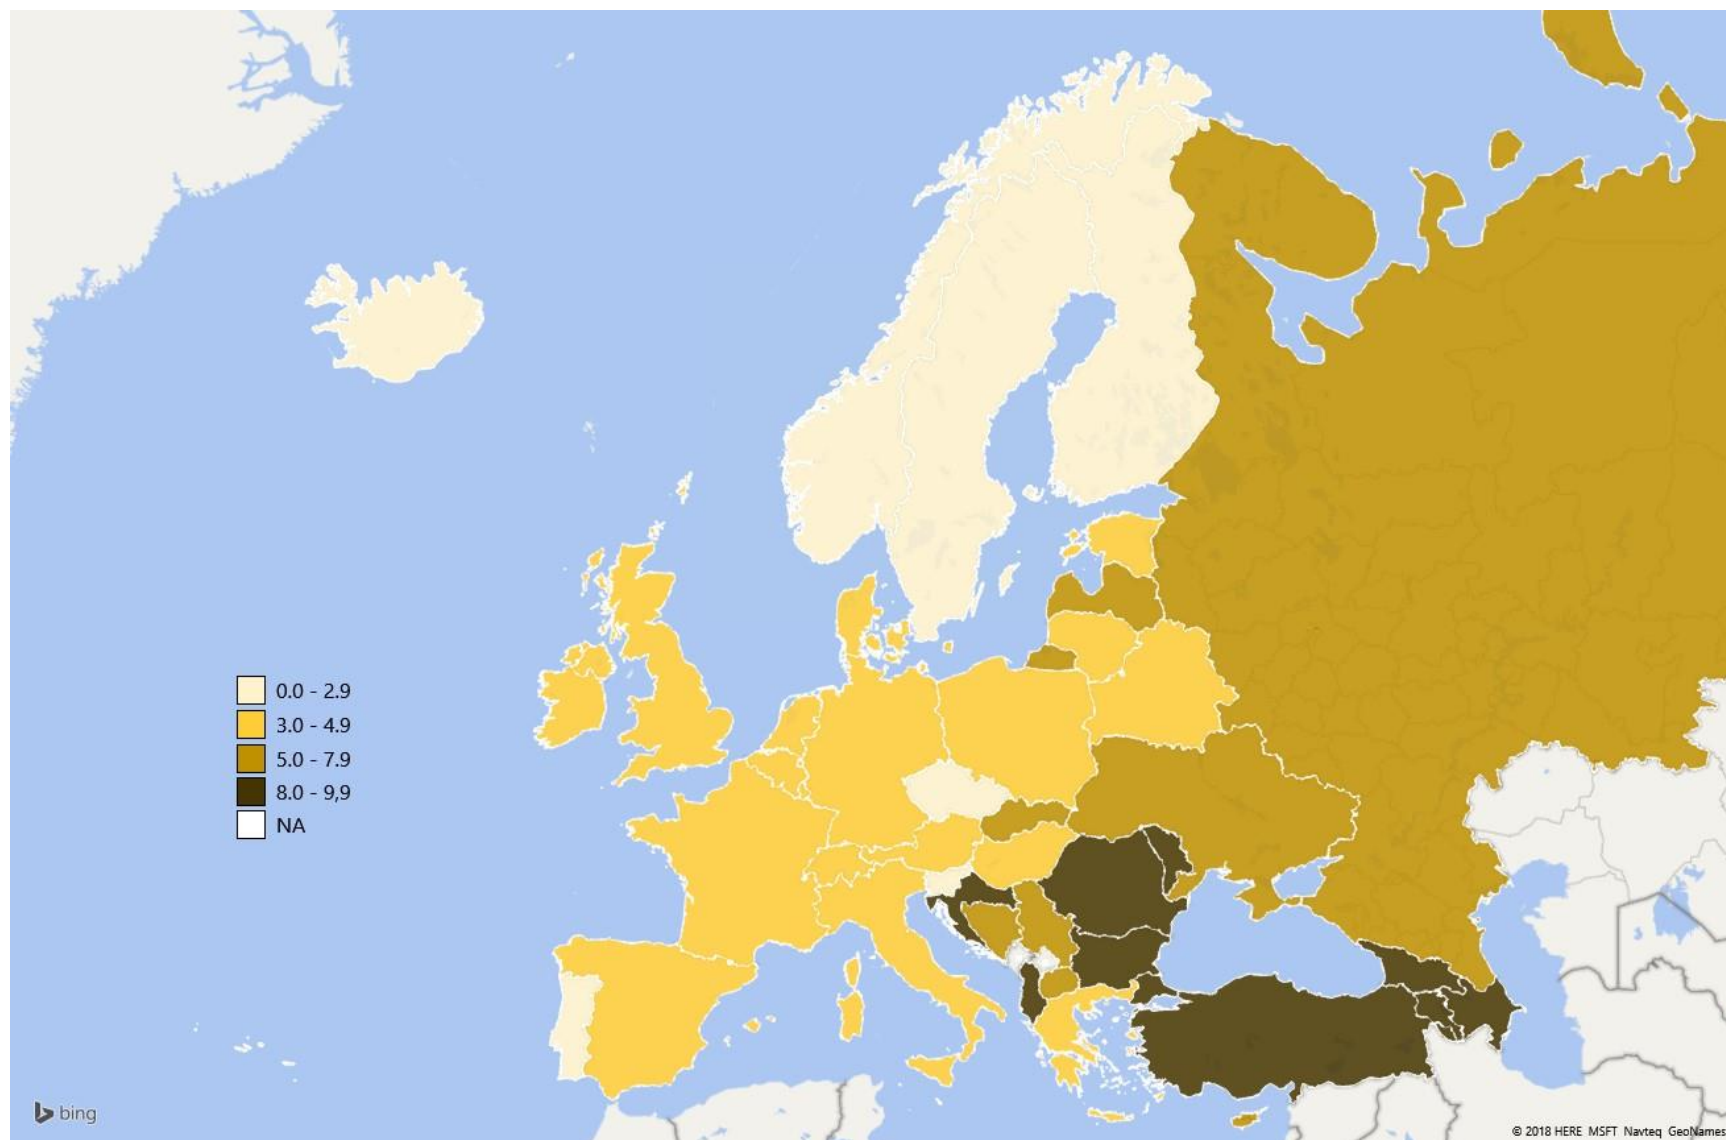 0.0 - 2.9
3.0 - 4.9
5.0 - 7.9
8.0 - 9,9
NA
bing
© 2018 HERE MSFT Navteq GeoNames